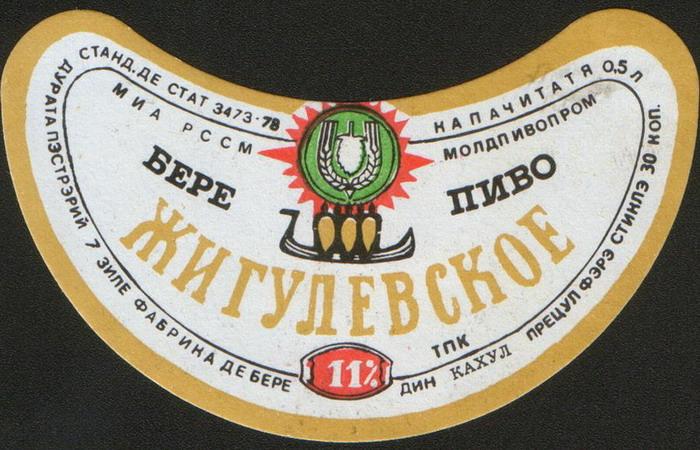 СТАНД. ДЕ СТАТ 3473-78
НАПАЧИТАТЯ 0,5 Л
МИА РССМ
МОЛДПИВОПРОМ
БЕРЕ
ПИВО
ЖИГУЛЕВСКОЕ
11%
ТПК
ДУРАТА ПЭСТРЭРИЙ 7 ЗИЛЕ ФАБРИКА ДЕ БЕРЕ
ДИН КАХУЛ ПРЕЦУЛ ФЭРЭ СТИКЛЭ 30 КОП.